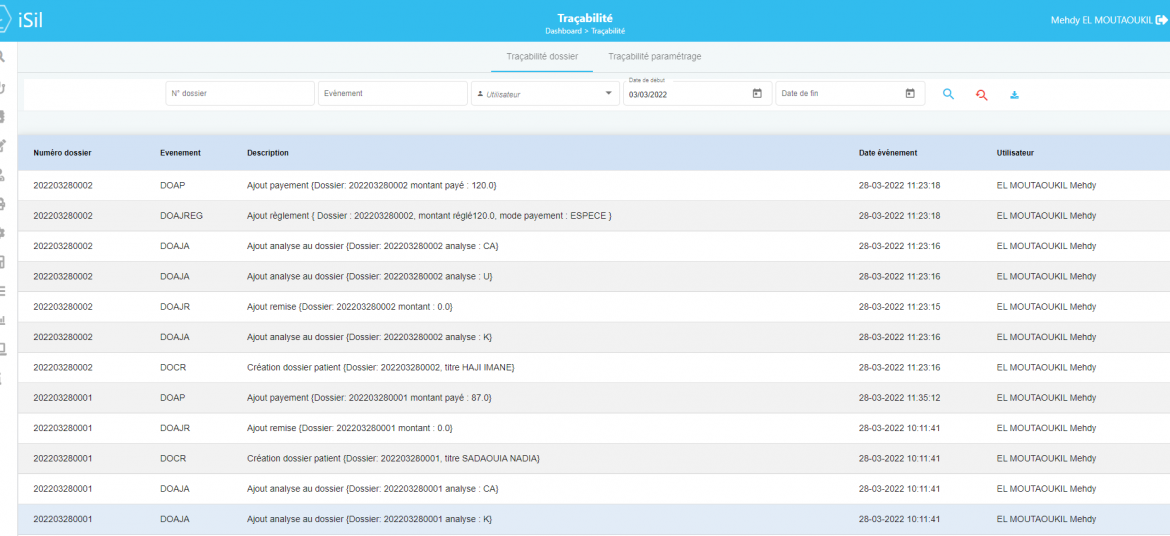 iSil
Traçabilité
Dashboard > Traçabilité
Mehdy EL MOUTAOUKIL
Traçabilité dossier Traçabilité paramétrage
N° dossier Evènement Utilisateur Date de début 03/03/2022 Date de fin
Numéro dossier Evenement Description Date évènement Utilisateur
202203280002 DOAP Ajout payement {Dossier: 202203280002 montant payé : 120.0} 28-03-2022 11:23:18 EL MOUTAOUKIL Mehdy
202203280002 DOAJREG Ajout règlement { Dossier : 202203280002, montant réglé120.0, mode payement : ESPECE } 28-03-2022 11:23:18 EL MOUTAOUKIL Mehdy
202203280002 DOAJA Ajout analyse au dossier {Dossier: 202203280002 analyse : CA} 28-03-2022 11:23:16 EL MOUTAOUKIL Mehdy
202203280002 DOAJA Ajout analyse au dossier {Dossier: 202203280002 analyse : U} 28-03-2022 11:23:16 EL MOUTAOUKIL Mehdy
202203280002 DOAJR Ajout remise {Dossier: 202203280002 montant : 0.0} 28-03-2022 11:23:15 EL MOUTAOUKIL Mehdy
202203280002 DOAJA Ajout analyse au dossier {Dossier: 202203280002 analyse : K} 28-03-2022 11:23:16 EL MOUTAOUKIL Mehdy
202203280002 DOCR Création dossier patient {Dossier: 202203280002, titre HAJI IMANE} 28-03-2022 11:23:16 EL MOUTAOUKIL Mehdy
202203280001 DOAP Ajout payement {Dossier: 202203280001 montant payé : 87.0} 28-03-2022 11:35:12 EL MOUTAOUKIL Mehdy
202203280001 DOAJR Ajout remise {Dossier: 202203280001 montant : 0.0} 28-03-2022 10:11:41 EL MOUTAOUKIL Mehdy
202203280001 DOCR Création dossier patient {Dossier: 202203280001, titre SADAOUIA NADIA} 28-03-2022 10:11:41 EL MOUTAOUKIL Mehdy
202203280001 DOAJA Ajout analyse au dossier {Dossier: 202203280001 analyse : CA} 28-03-2022 10:11:41 EL MOUTAOUKIL Mehdy
202203280001 DOAJA Ajout analyse au dossier {Dossier: 202203280001 analyse : K} 28-03-2022 10:11:41 EL MOUTAOUKIL Mehdy